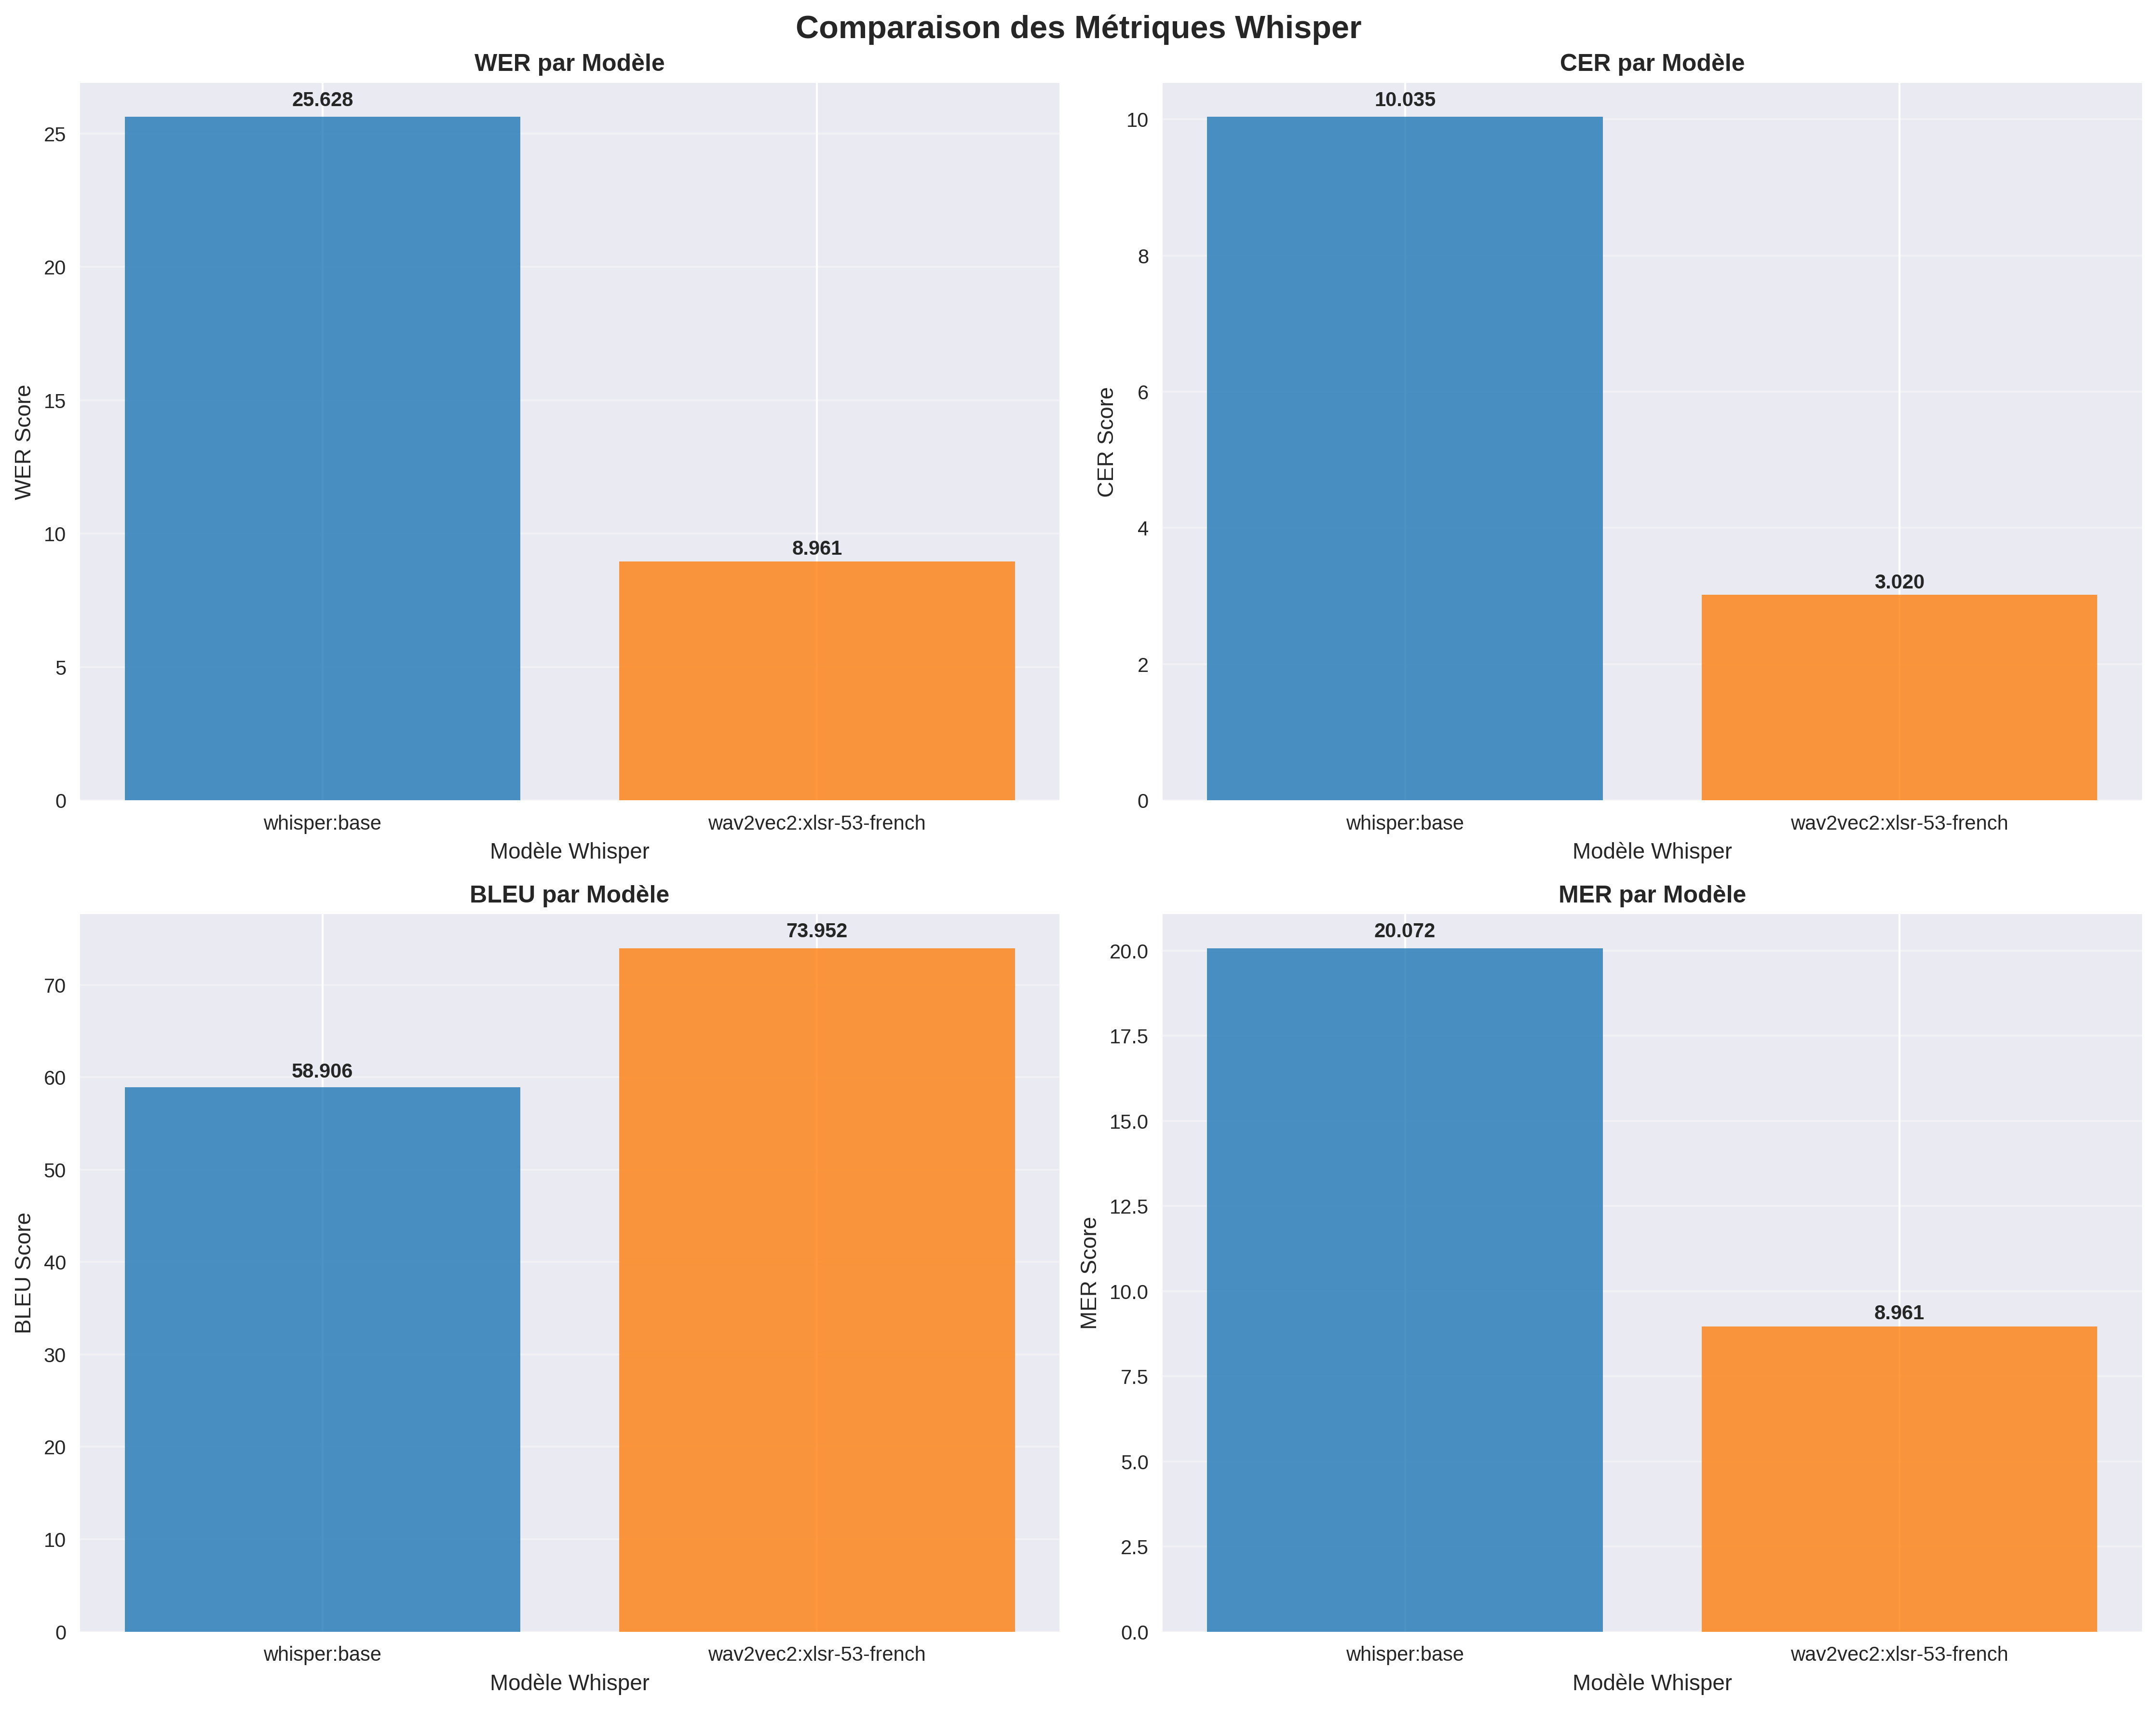 Comparaison des Métriques Whisper
WER par Modèle
25.628
8.961
25
20
15
10
5
0
WER Score
whisper:base
wav2vec2:xlsr-53-french
Modèle Whisper
CER par Modèle
10.035
3.020
10
8
6
4
2
0
CER Score
whisper:base
wav2vec2:xlsr-53-french
Modèle Whisper
BLEU par Modèle
73.952
58.906
70
60
50
40
30
20
10
0
BLEU Score
whisper:base
wav2vec2:xlsr-53-french
Modèle Whisper
MER par Modèle
20.072
8.961
20.0
17.5
15.0
12.5
10.0
7.5
5.0
2.5
0.0
MER Score
whisper:base
wav2vec2:xlsr-53-french
Modèle Whisper